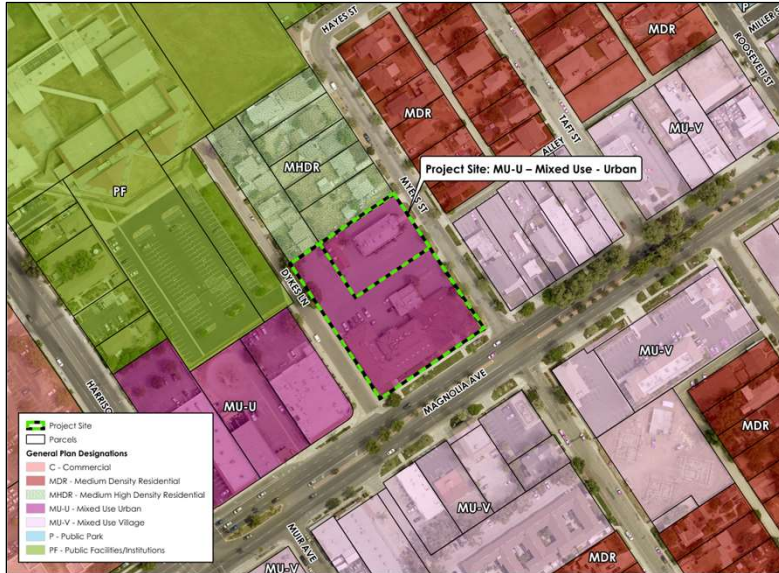 HAYES ST
P
MILLER S
ROOSEVELT ST
MDR
MDR
TAFT ST
MU-V
ALLEY
MHDR
Project Site: MU-U – Mixed Use - Urban
PF
MYERS ST
DYKES LN
MU-V
HARRISO
MU-U
MAGNOLIA AVE
MDR
MU-V
MUIR AVE
MDR
MU-V
Project Site
Parcels
General Plan Designations
C - Commercial
MDR - Medium Density Residential
MHDR - Medium High Density Residential
MU-U - Mixed Use Urban
MU-V - Mixed Use Village
P - Public Park
PF - Public Facilities/Institutions